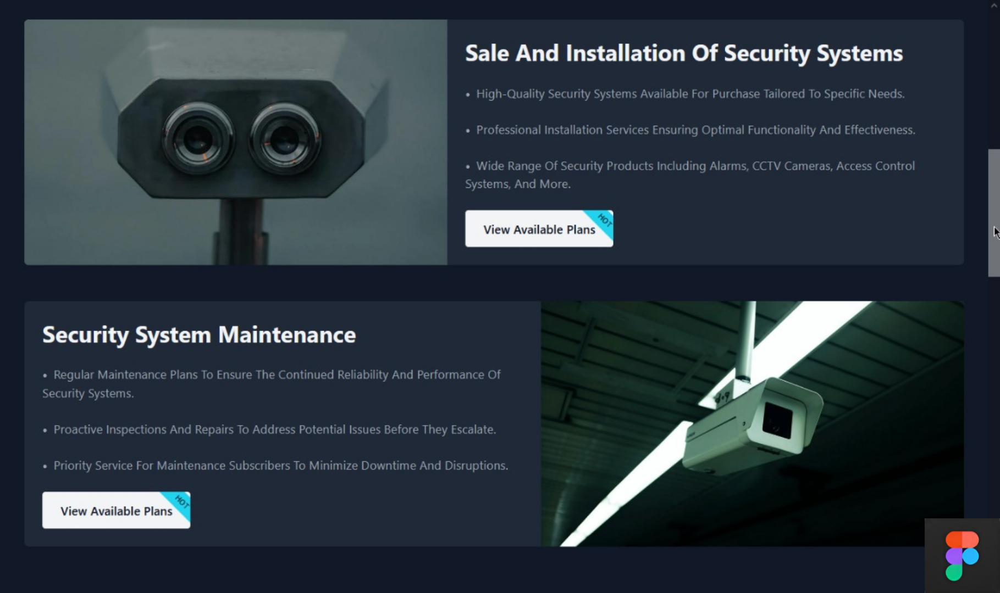 Sale And Installation Of Security Systems
• High-Quality Security Systems Available For Purchase Tailored To Specific Needs.
• Professional Installation Services Ensuring Optimal Functionality And Effectiveness.
• Wide Range Of Security Products Including Alarms, CCTV Cameras, Access Control
Systems, And More.
View Available Plans
HOT
Security System Maintenance
• Regular Maintenance Plans To Ensure The Continued Reliability And Performance Of
Security Systems.
• Proactive Inspections And Repairs To Address Potential Issues Before They Escalate.
• Priority Service For Maintenance Subscribers To Minimize Downtime And Disruptions.
View Available Plans
HOT